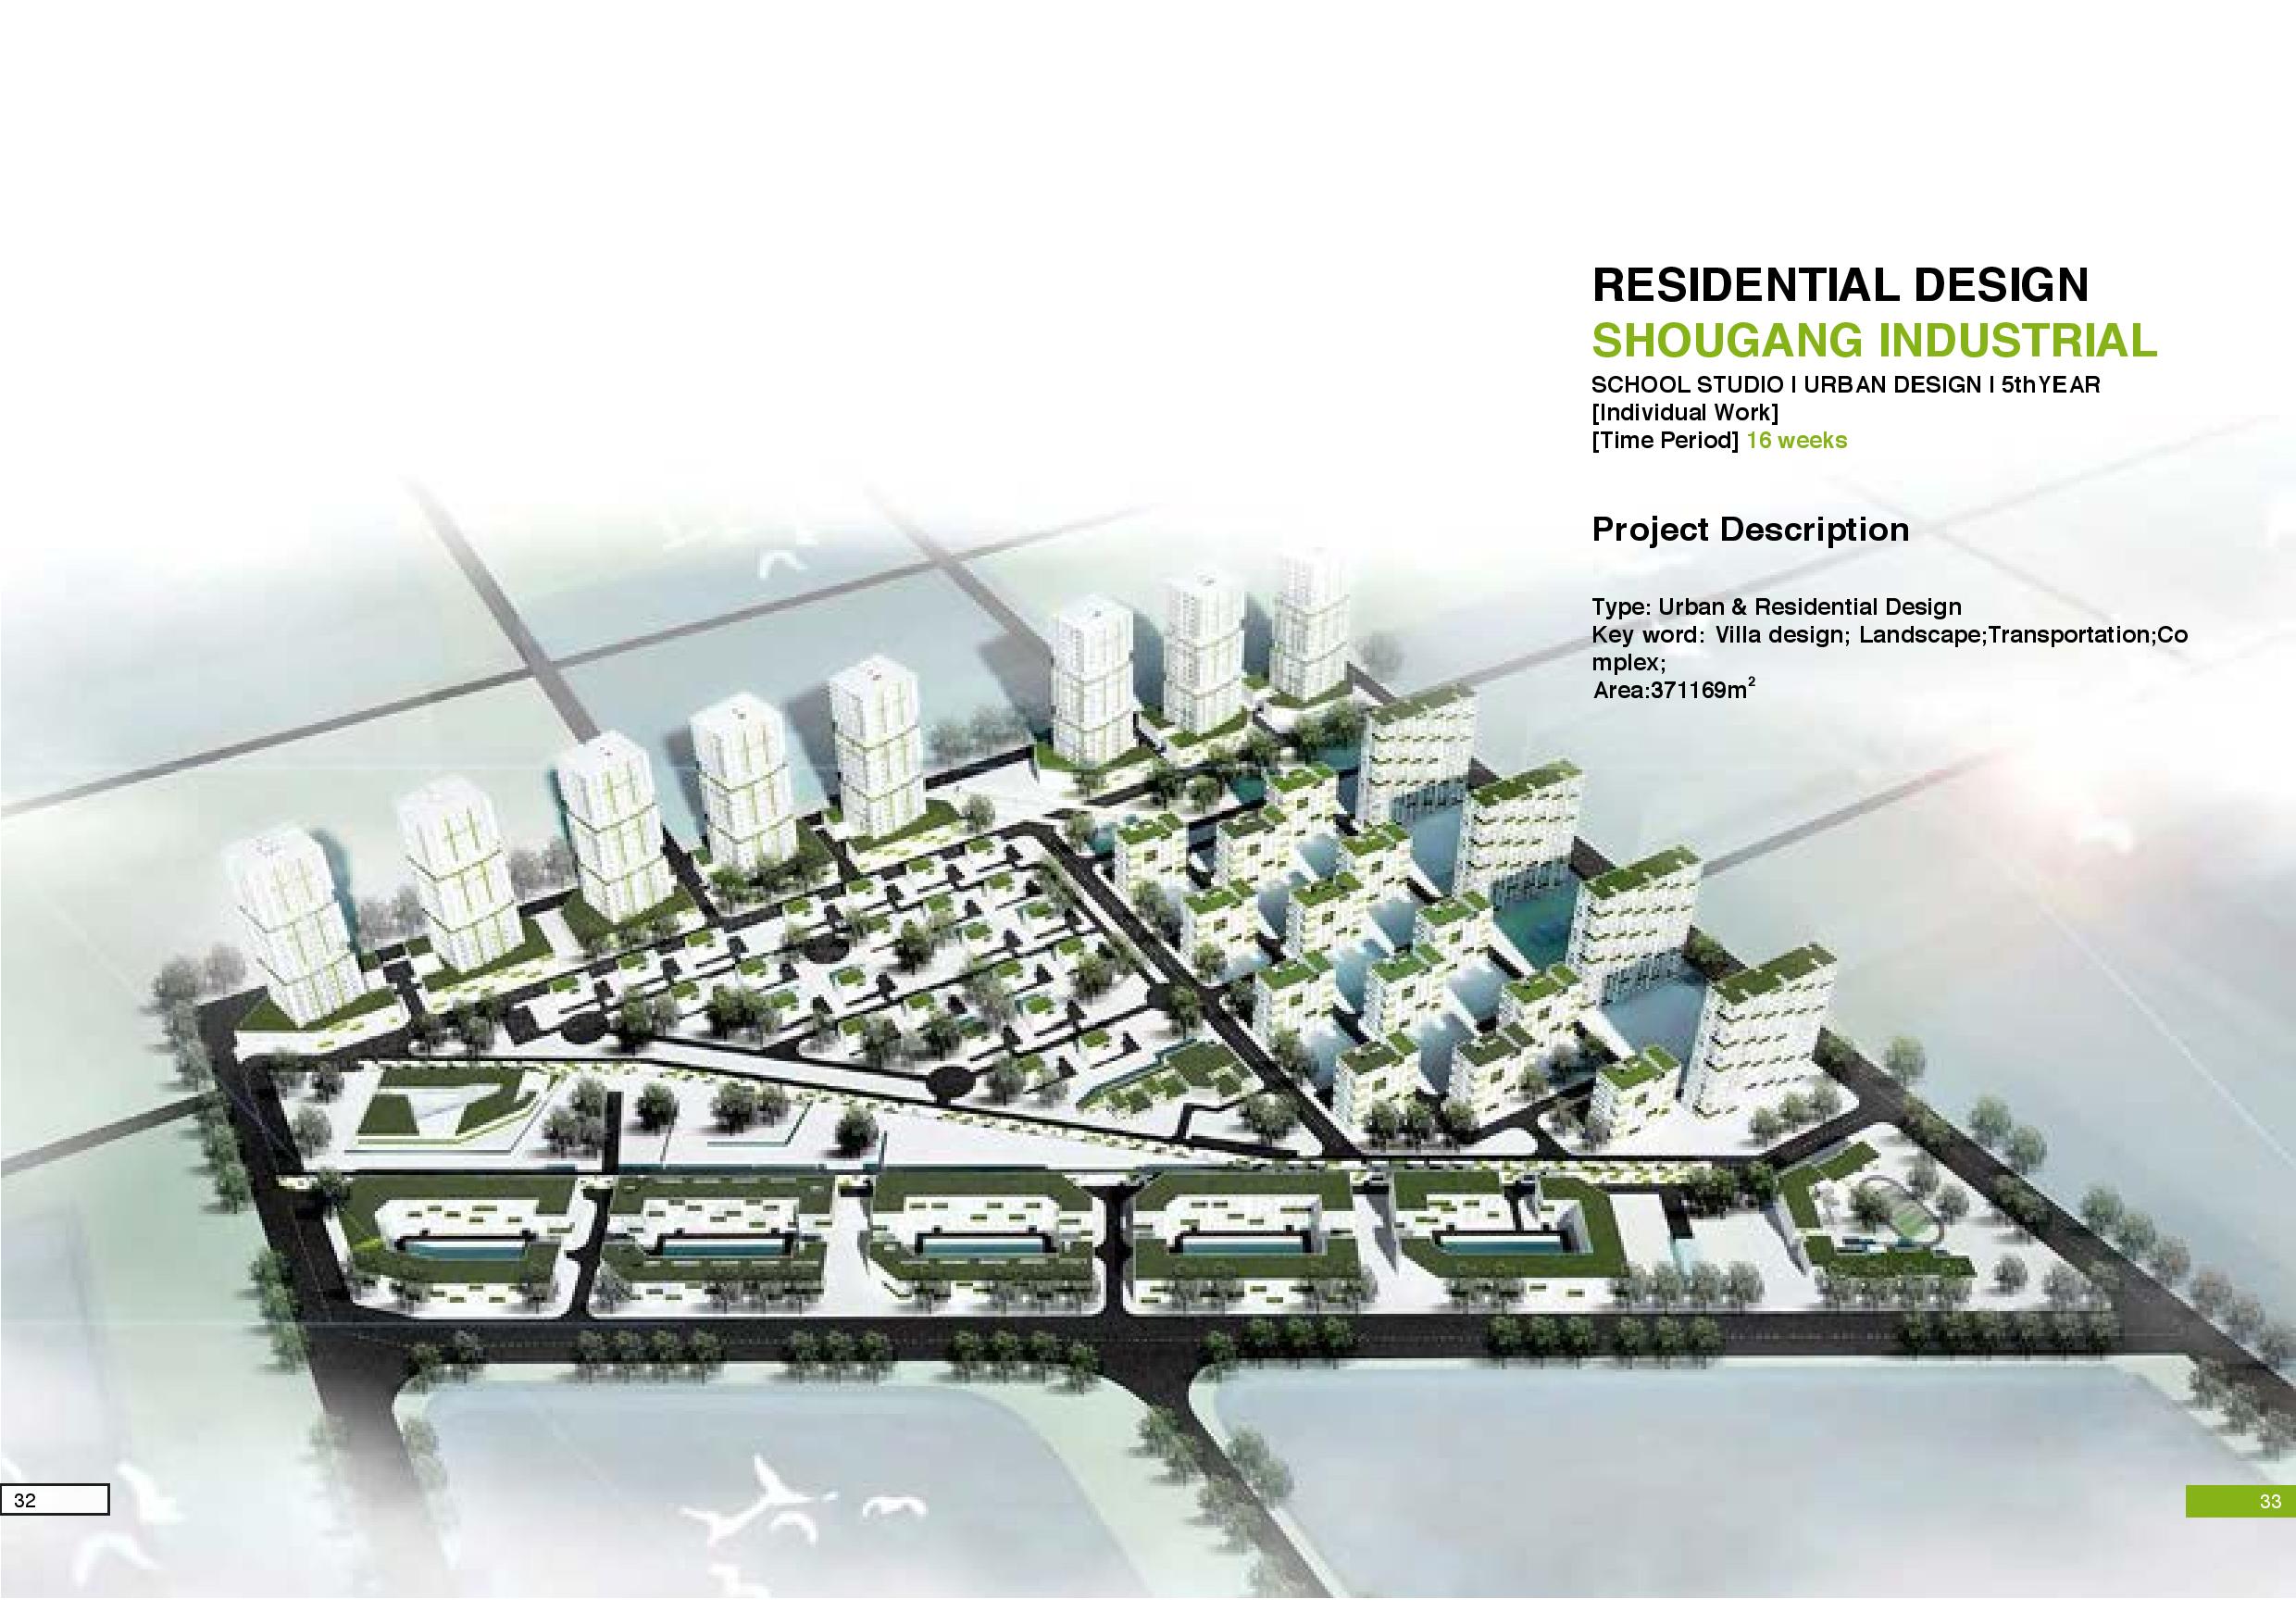 RESIDENTIAL DESIGN
SHOUGANG INDUSTRIAL
SCHOOL STUDIO I URBAN DESIGN I 5thYEAR
[Individual Work]
[Time Period] 16 weeks
Project Description
Type: Urban & Residential Design
Key word: Villa design; Landscape;Transportation;Co
mplex;
Area:371169m²
32
33